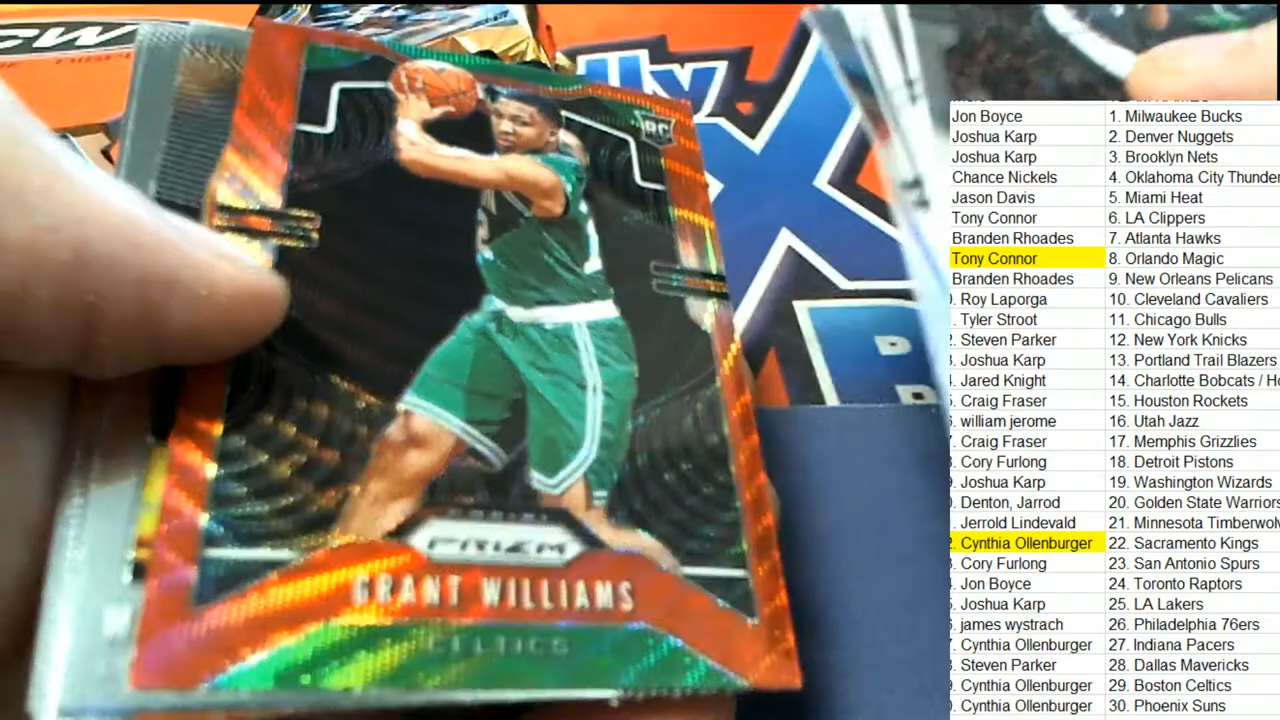 CW
RC
PANINI
PRIZM
GRANT WILLIAMS
CELTICS
Jon Boyce 1. Milwaukee Bucks
Joshua Karp 2. Denver Nuggets
Joshua Karp 3. Brooklyn Nets
Chance Nickels 4. Oklahoma City Thunder
Jason Davis 5. Miami Heat
Tony Connor 6. LA Clippers
Branden Rhoades 7. Atlanta Hawks
Tony Connor 8. Orlando Magic
Branden Rhoades 9. New Orleans Pelicans
Roy Laporga 10. Cleveland Cavaliers
Tyler Stroot 11. Chicago Bulls
Steven Parker 12. New York Knicks
Joshua Karp 13. Portland Trail Blazers
Jared Knight 14. Charlotte Bobcats / H
Craig Fraser 15. Houston Rockets
william jerome 16. Utah Jazz
Craig Fraser 17. Memphis Grizzlies
Cory Furlong 18. Detroit Pistons
Joshua Karp 19. Washington Wizards
Denton, Jarrod 20. Golden State Warriors
Jerrold Lindevald 21. Minnesota Timberwol
Cynthia Ollenburger 22. Sacramento Kings
Cory Furlong 23. San Antonio Spurs
Jon Boyce 24. Toronto Raptors
Joshua Karp 25. LA Lakers
james wystrach 26. Philadelphia 76ers
Cynthia Ollenburger 27. Indiana Pacers
Steven Parker 28. Dallas Mavericks
Cynthia Ollenburger 29. Boston Celtics
Cynthia Ollenburger 30. Phoenix Suns